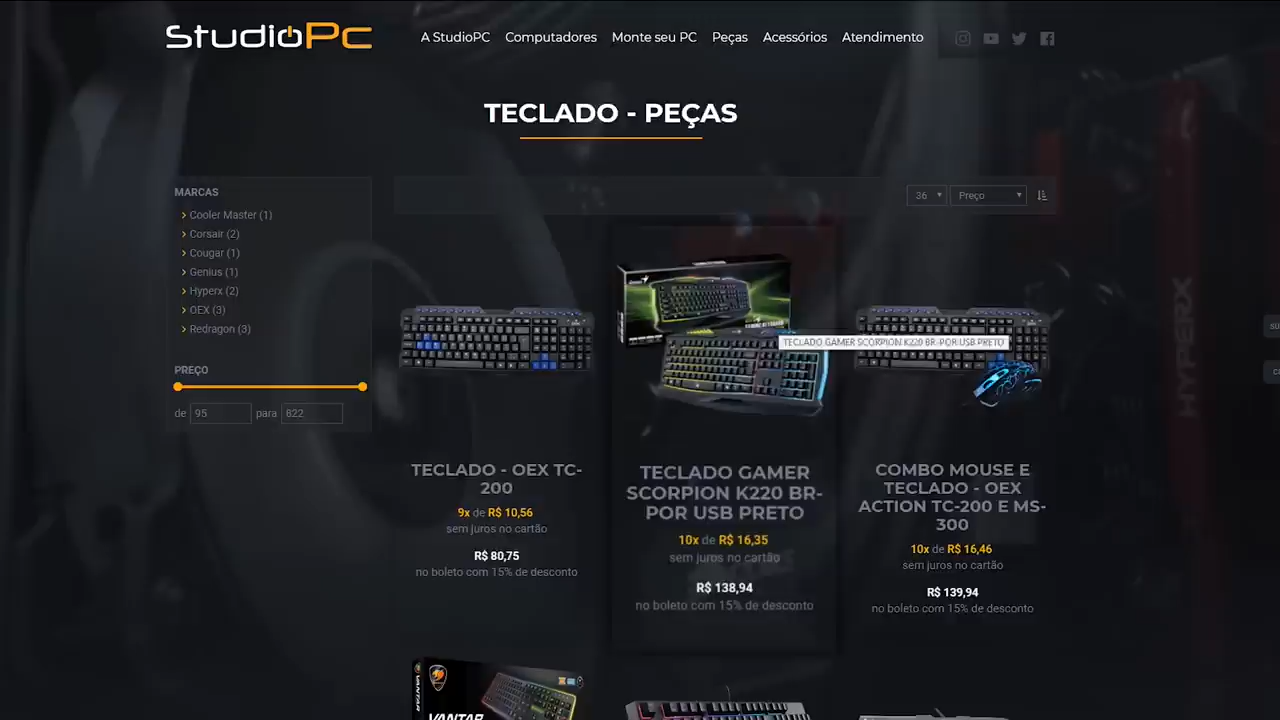 StudioPc
A StudioPC Computadores Monte seu PC Peças Acessórios Atendimento
TECLADO - PEÇAS
MARCAS
Cooler Master (1)
Corsair (2)
Cougar (1)
Genius (1)
Hyperx (2)
OEX (3)
Redragon (3)
PREÇO
de 95 para 822
36 Preço
TECLADO GAMER SCORPION K220 BR-POR USB PRETO
TECLADO - OEX TC-
200
9x de R$ 10,56
sem juros no cartão
R$ 80,75
no boleto com 15% de desconto
TECLADO GAMER
SCORPION K220 BR-
POR USB PRETO
10x de R$ 16,35
sem juros no cartão
R$ 138,94
no boleto com 15% de desconto
COMBO MOUSE E
TECLADO - OEX
ACTION TC-200 E MS-
300
10x de R$ 16,46
sem juros no cartão
R$ 139,94
no boleto com 15% de desconto
HYPERX
VANTAR